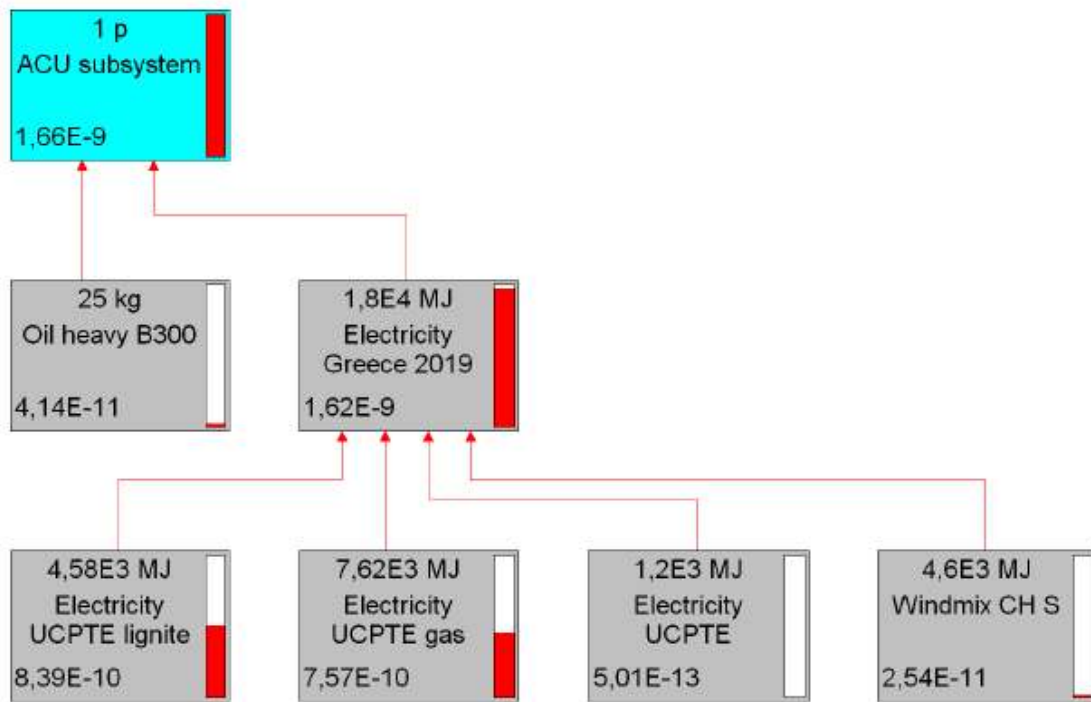 1 p
ACU subsystem
1,66E-9
25 kg
Oil heavy B300
4,14E-11
1,8E4 MJ
Electricity
Greece 2019
1,62E-9
4,58E3 MJ
Electricity
UCPTE lignite
8,39E-10
7,62E3 MJ
Electricity
UCPTE gas
7,57E-10
1,2E3 MJ
Electricity
UCPTE
5,01E-13
4,6E3 MJ
Windmix CH S
2,54E-11